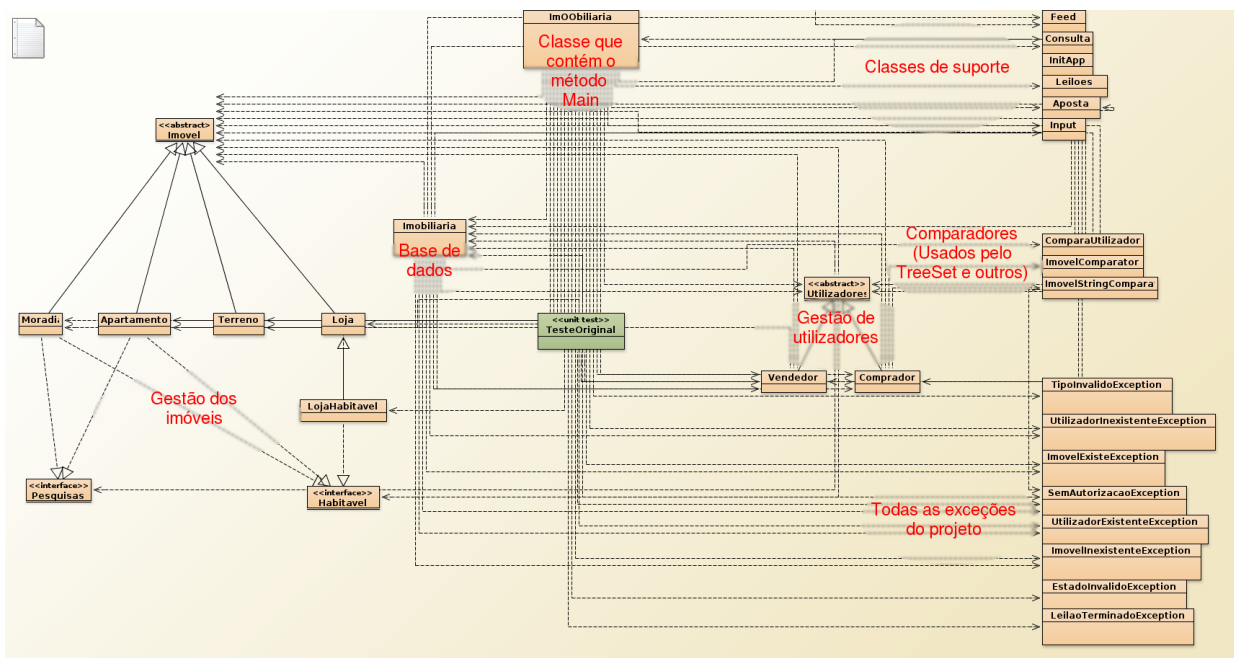 ImOObiliaria
Classe que
contém o
método
Main
Feed
Consulta
InitApp
Leiloes
Aposta
Input
Classes de suporte
<<abstract>
Imovel
Imobiliaria
Base de
dados
Comparadores
(Usados pelo
TreeSet e outros)
ComparaUtilizador
ImovelComparator
ImovelStringCompara
<<abstract>>
Utilizadores
Gestão de
utilizadores
Moradi
Apartamento
Terreno
Loja
<<unit test>>
TesteOriginal
Vendedor
Comprador
Gestão dos
imóveis
LojaHabitavel
<<interface>>
Pesquisas
<<interface>>
Habitavel
TipoInvalidoException
UtilizadorInexistenteException
ImovelExisteException
SemAutorizacaoException
Todas as exceções
do projeto
UtilizadorExistenteException
ImovelInexistenteException
EstadoInvalidoException
LeilaoTerminadoException